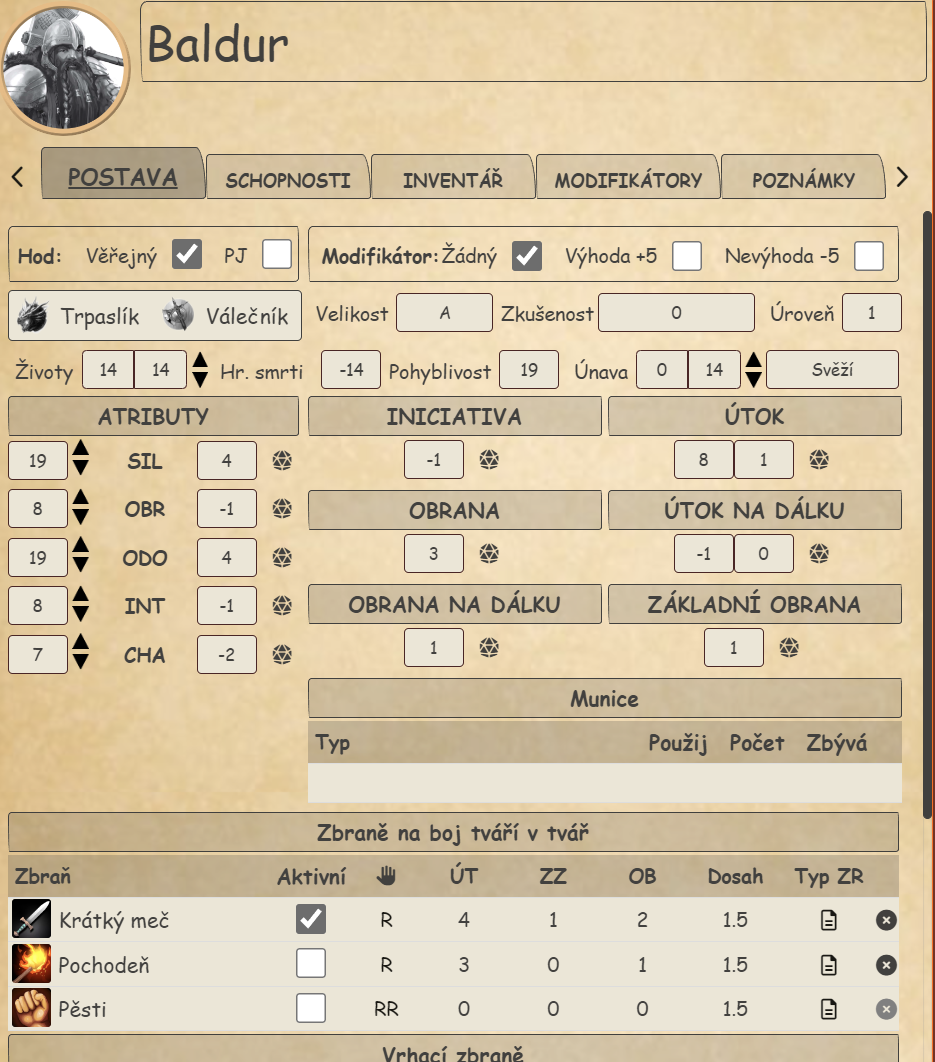 Baldur
POSTAVA SCHOPNOSTI INVENTÁŘ MODIFIKÁTORY POZNÁMKY
Hod: Věřejný PJ Modifikátor: Žádný Výhoda +5 Nevýhoda -5
Trpaslík Válečník Velikost A Zkušenost 0 Úroveň 1
Životy 14 14 Hr. smrti -14 Pohyblivost 19 Únava 0 14 Svěží
ATRIBUTY INICIATIVA ÚTOK
19 SIL 4 -1 8 1
8 OBR -1 OBRANA ÚTOK NA DÁLKU
19 ODO 4 3 -1 0
8 INT -1 OBRANA NA DÁLKU ZÁKLADNÍ OBRANA
7 CHA -2 1 1
Munice
Typ Použij Počet Zbývá
Zbraně na boj tváří v tvář
Zbraň Aktivní ÚT ZZ OB Dosah Typ ZR
Krátký meč R 4 1 2 1.5
Pochodeň R 3 0 1 1.5
Pěsti RR 0 0 0 1.5
Vrhací zbraně